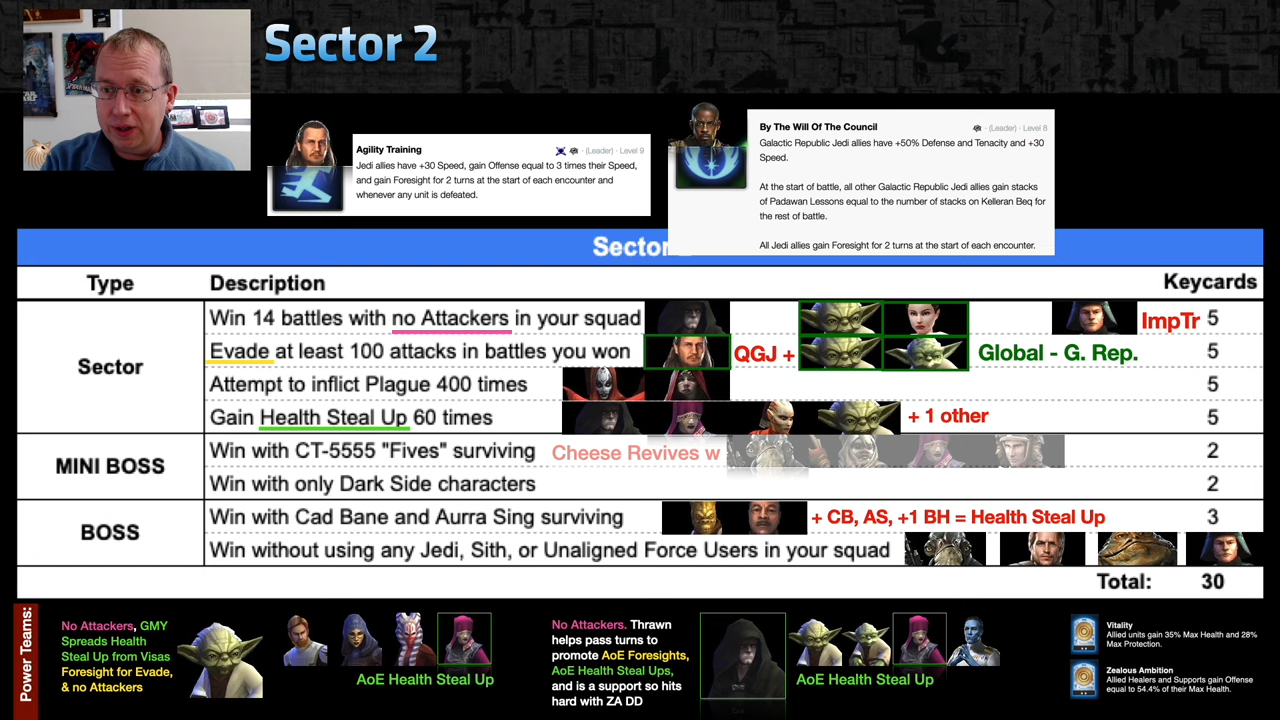 Sector 2
Agility Training
(Leader) · Level 9
Jedi allies have +30 Speed, gain Offense equal to 3 times their Speed,
and gain Foresight for 2 turns at the start of each encounter and
whenever any unit is defeated.
By The Will Of The Council
(Leader) · Level 8
Galactic Republic Jedi allies have +50% Defense and Tenacity and +30
Speed.
At the start of battle, all other Galactic Republic Jedi allies gain stacks
of Padawan Lessons equal to the number of stacks on Kelleran Beq for
the rest of battle.
All Jedi allies gain Foresight for 2 turns at the start of each encounter.
Sector
Type Description Keycards
Sector
Win 14 battles with no Attackers in your squad ImpTr 5
Evade at least 100 attacks in battles you won QGJ + Global - G. Rep. 5
Attempt to inflict Plague 400 times 5
Gain Health Steal Up 60 times + 1 other 5
MINI BOSS
Win with CT-5555 "Fives" surviving Cheese Revives w 2
Win with only Dark Side characters 2
BOSS
Win with Cad Bane and Aurra Sing surviving + CB, AS, +1 BH = Health Steal Up 3
Win without using any Jedi, Sith, or Unaligned Force Users in your squad
Total: 30
Power Teams:
No Attackers, GMY
Spreads Health
Steal Up from Visas
Foresight for Evade,
& no Attackers
AoE Health Steal Up
No Attackers. Thrawn
helps pass turns to
promote AoE Foresights,
AoE Health Steal Ups,
and is a support so hits
hard with ZA DD
AoE Health Steal Up
Vitality
Allied units gain 35% Max Health and 28%
Max Protection.
Zealous Ambition
Allied Healers and Supports gain Offense
equal to 54.4% of their Max Health.